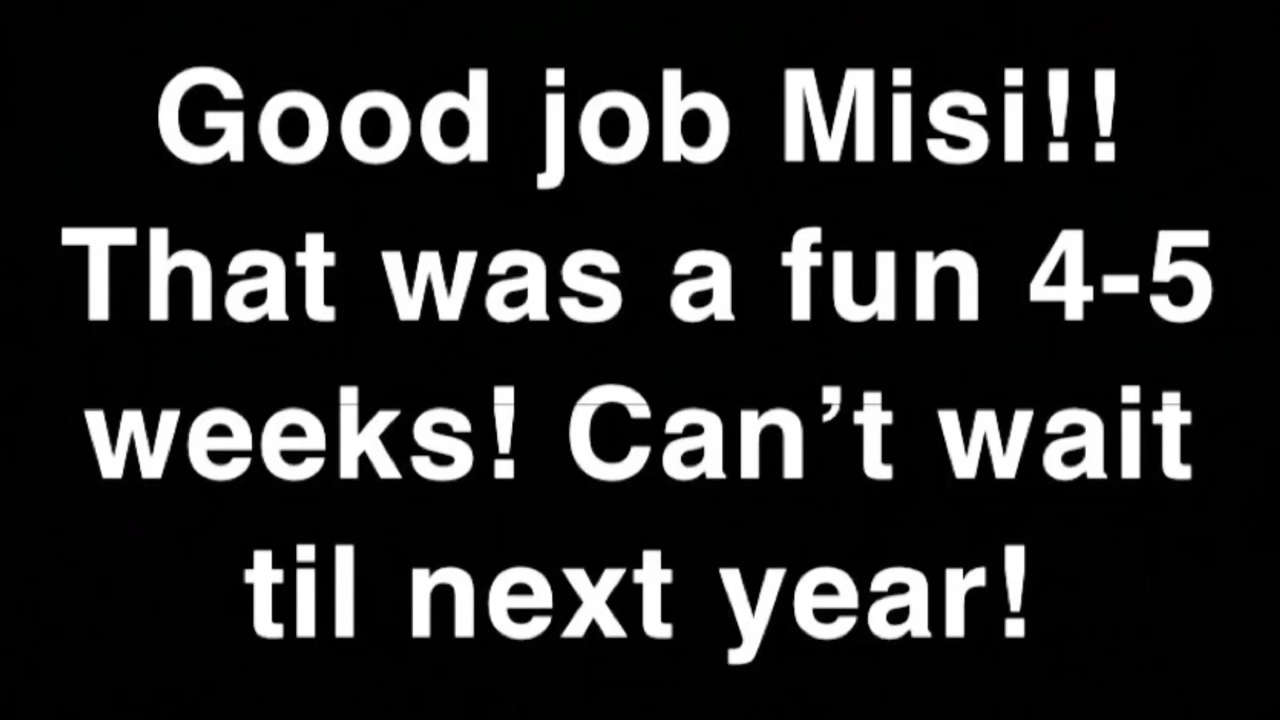 Good job Misi!!
That was a fun 4-5
weeks! Can’t wait
til next year!